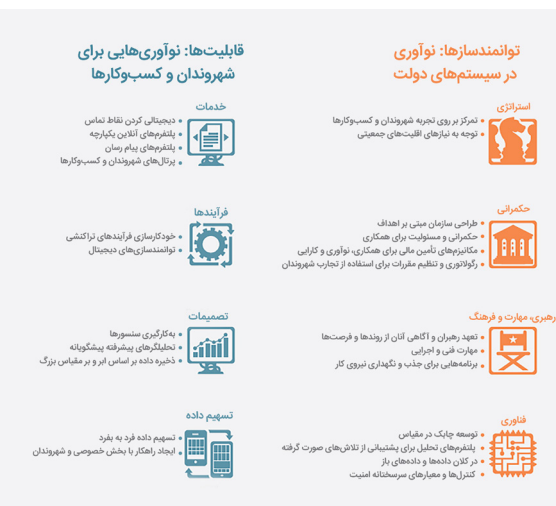 توانمندسازها: نوآوری
در سیستم‌های دولت
استراتژی
• تمرکز بر روی تجربه شهروندان و کسب‌وکارها
• توجه به نیازهای اقلیت‌های جمعیتی
حکمرانی
• طراحی سازمان مبتی بر اهداف
• حکمرانی و مسئولیت برای همکاری
• مکانیزم‌های تأمین مالی برای همکاری، نوآوری و کارایی
• رگولاتوری و تنظیم مقررات برای استفاده از تجارب شهروندان
رهبری، مهارت و فرهنگ
• تعهد رهبران و آگاهی آنان از روندها و فرصت‌ها
• مهارت فنی و اجرایی
• برنامه‌هایی برای جذب و نگهداری نیروی کار
فناوری
• توسعه چابک در مقیاس
• پلتفرم‌های تحلیل برای پشتیبانی از تلاش‌های صورت گرفته
در کلان داده‌ها و داده‌های باز
• کنترل‌ها و معیارهای سرسختانه امنیت
قابلیت‌ها: نوآوری‌هایی برای
شهروندان و کسب‌وکارها
خدمات
• دیجیتالی کردن نقاط تماس
• پلتفرم‌های آنلاین یکپارچه
• پلتفرم‌های پیام رسان
• پرتال‌های شهروندان و کسب‌وکارها
فرآیندها
• خودکارسازی فرآیندهای تراکنشی
• توانمندسازی‌های دیجیتال
تصمیمات
• به‌کارگیری سنسورها
• تحلیلگرهای پیشرفته پیشگویانه
• ذخیره داده بر اساس ابر و بر مقیاس بزرگ
تسهیم داده
• تسهیم داده فرد به بفرد
• ایجاد راهکار با بخش خصوصی و شهروندان